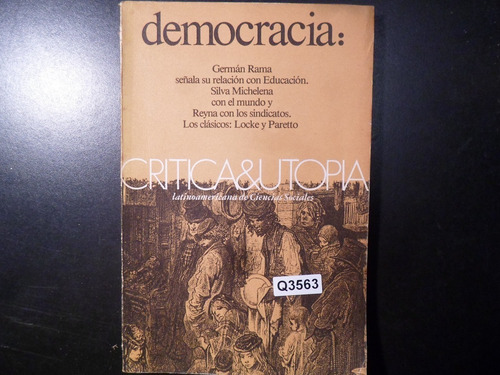 democracia:
Germán Rama
señala su relación con Educación.
Silva Michelena
con el mundo y
Reyna con los sindicatos.
Los clásicos: Locke y Paretto
CRITICA&UTOPIA
latinoamericana de Ciencias Sociales
Q3563